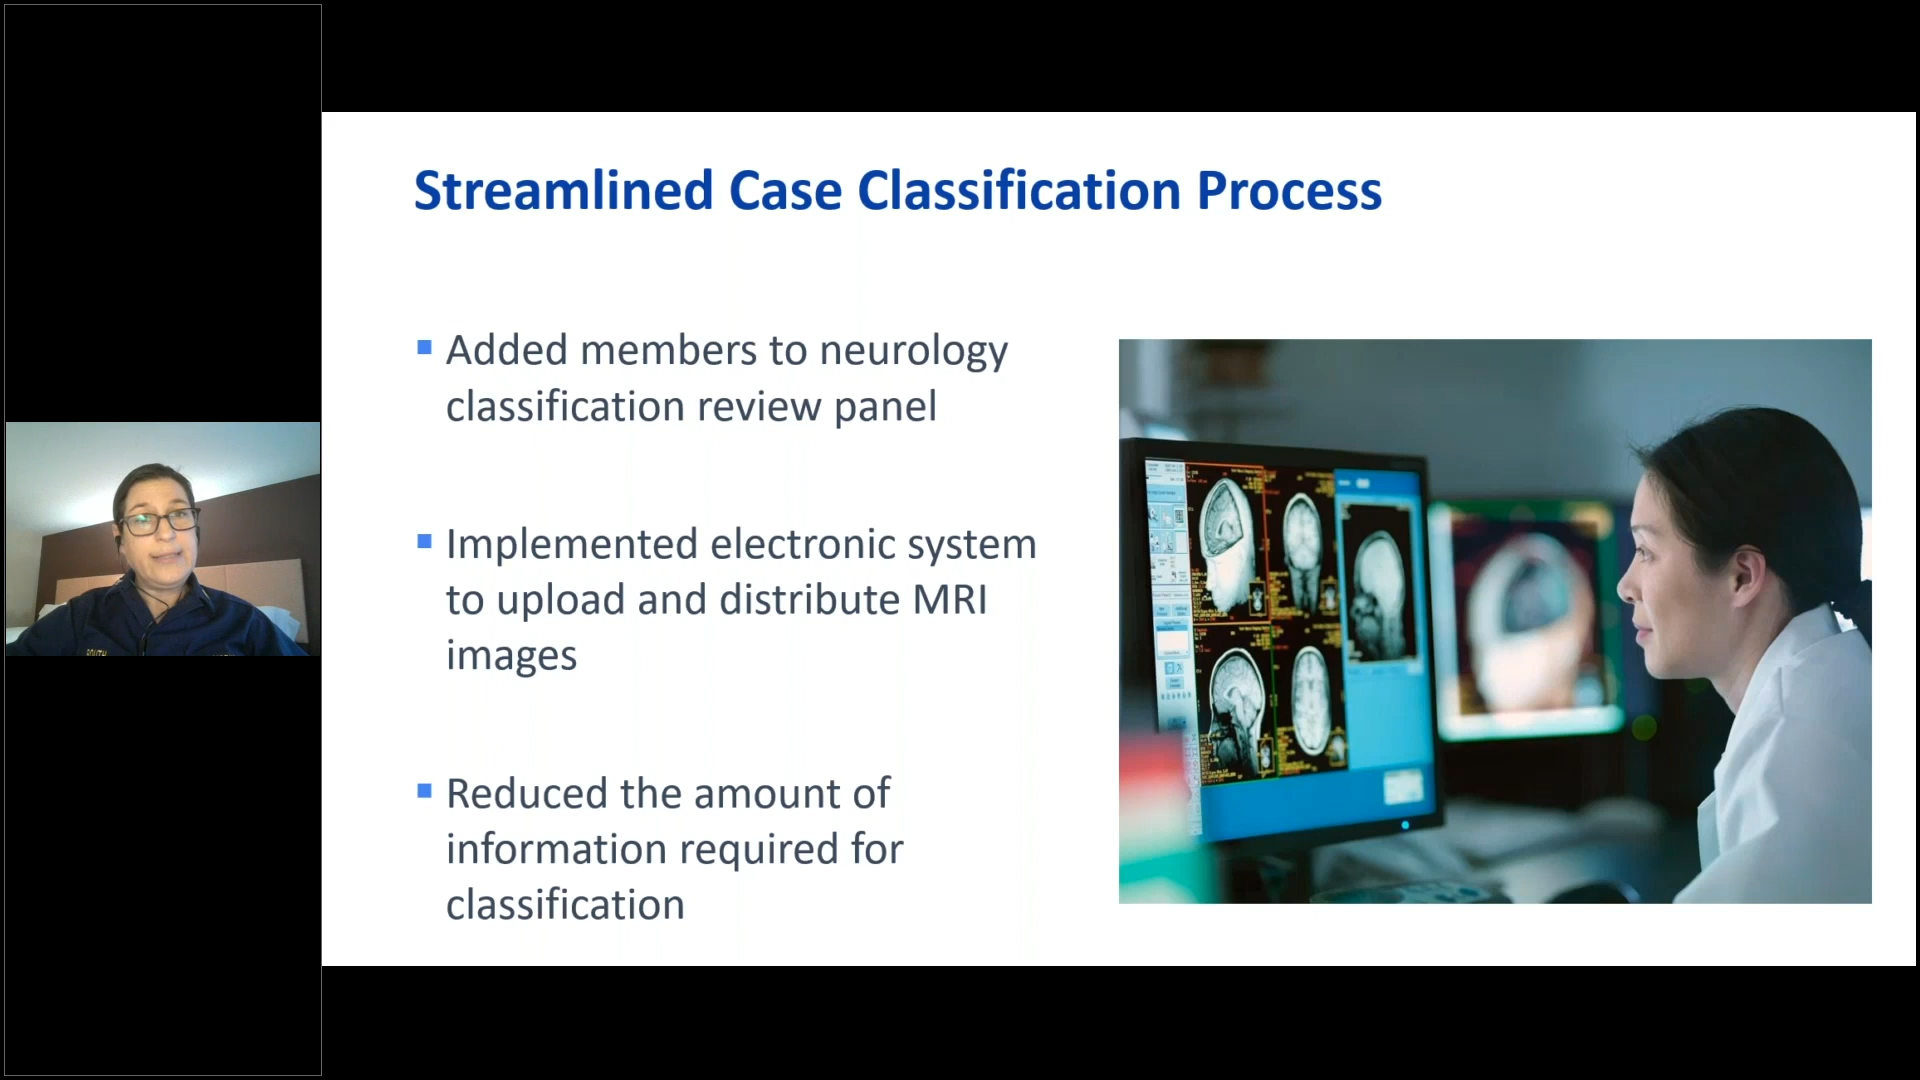 Streamlined Case Classification Process
▪ Added members to neurology
classification review panel
▪ Implemented electronic system
to upload and distribute MRI
images
▪ Reduced the amount of
information required for
classification